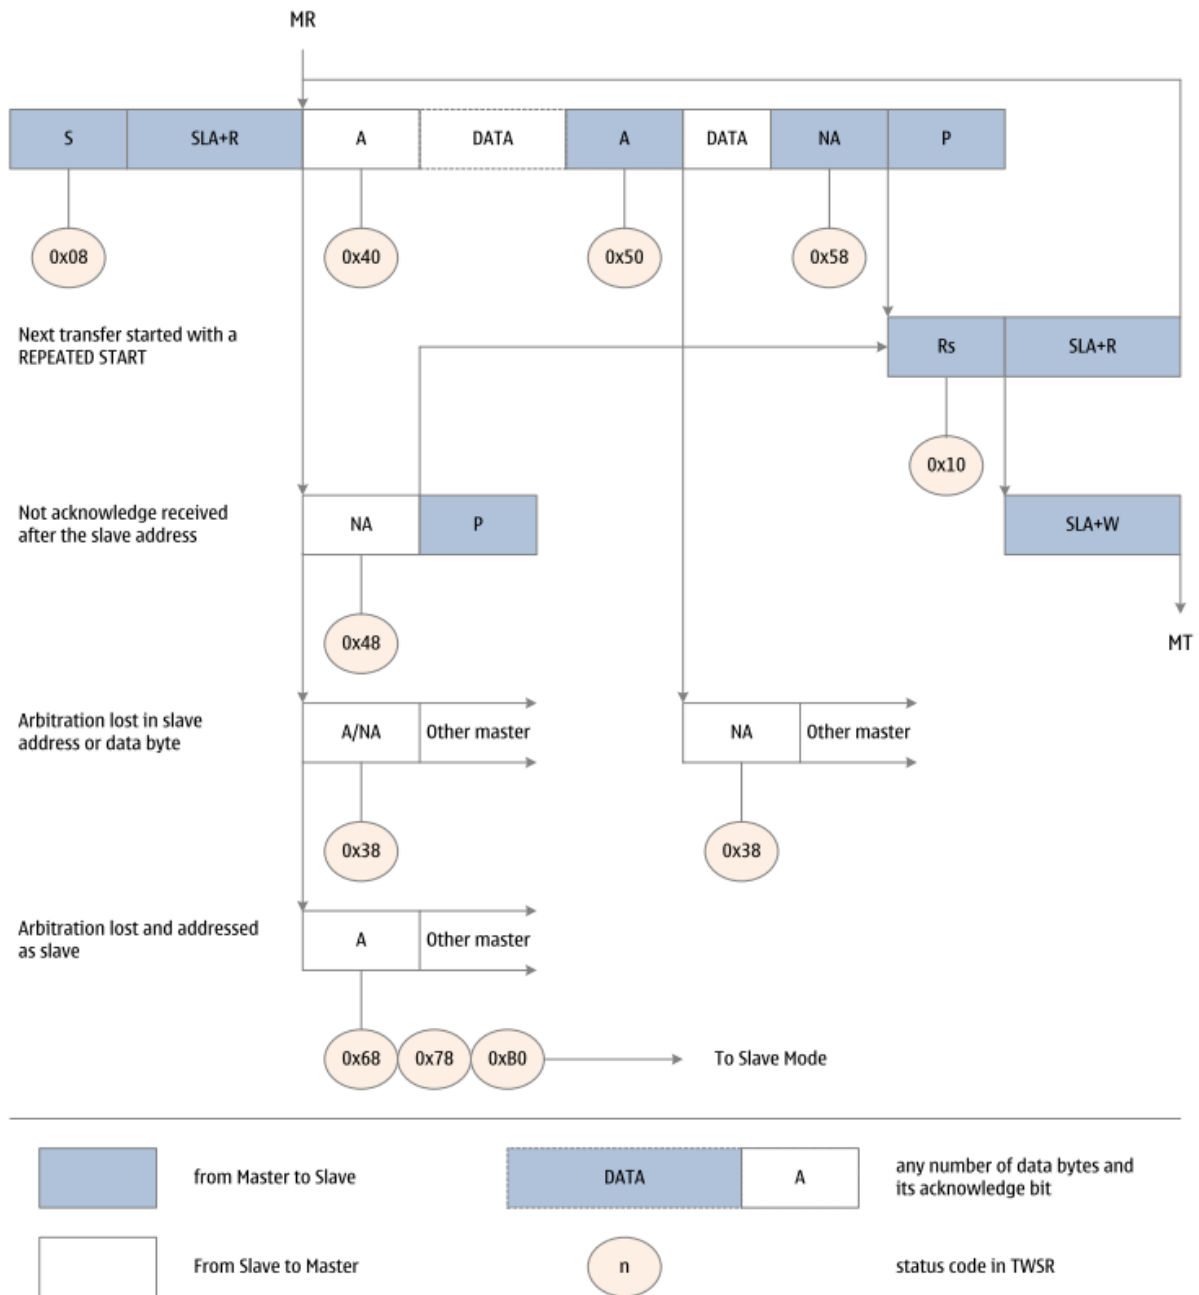 MR
S SLA+R A DATA A DATA NA P
0x08 0x40 0x50 0x58
Next transfer started with a
REPEATED START
Rs SLA+R
0x10
Not acknowledge received
after the slave address
NA P
SLA+W
0x48
MT
Arbitration lost in slave
address or data byte
A/NA Other master
NA Other master
0x38 0x38
Arbitration lost and addressed
as slave
A Other master
0x68 0x78 0xB0 To Slave Mode
from Master to Slave
DATA A
any number of data bytes and
its acknowledge bit
From Slave to Master
n
status code in TWSR